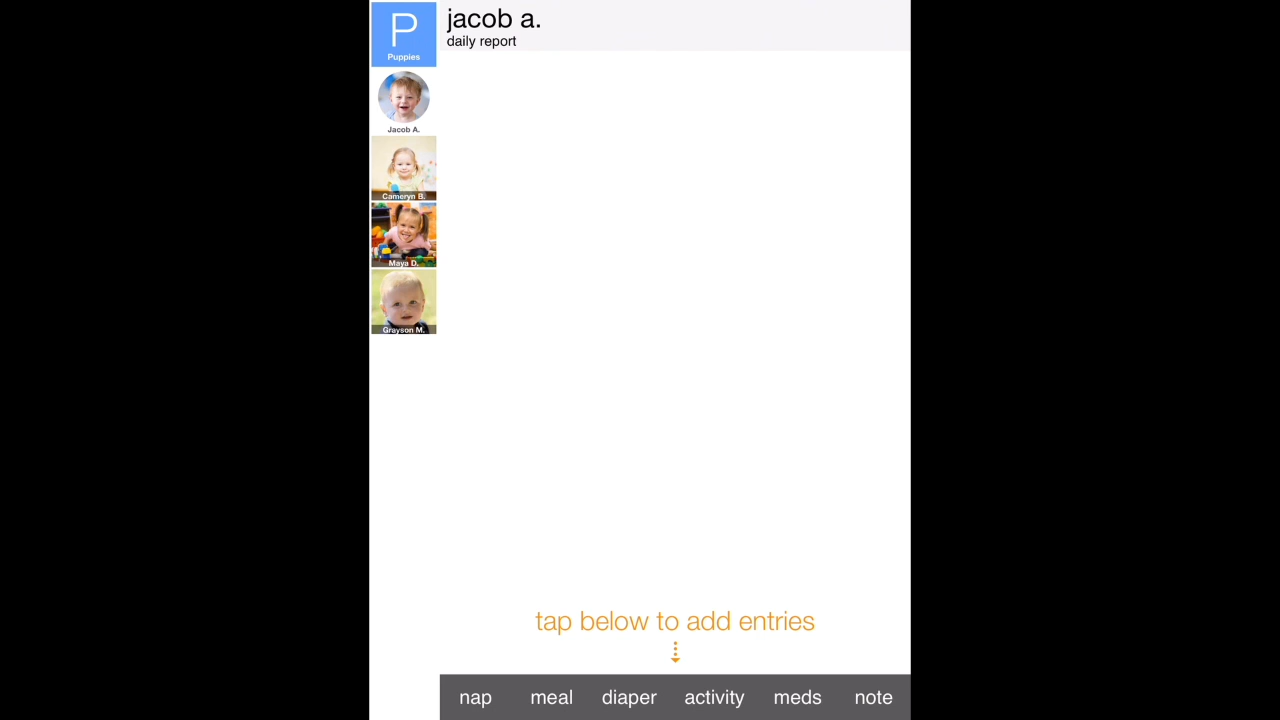 P
Puppies
Jacob A.
Cameryn B.
Maya D.
Grayson M.
jacob a.
daily report
tap below to add entries
nap meal diaper activity meds note